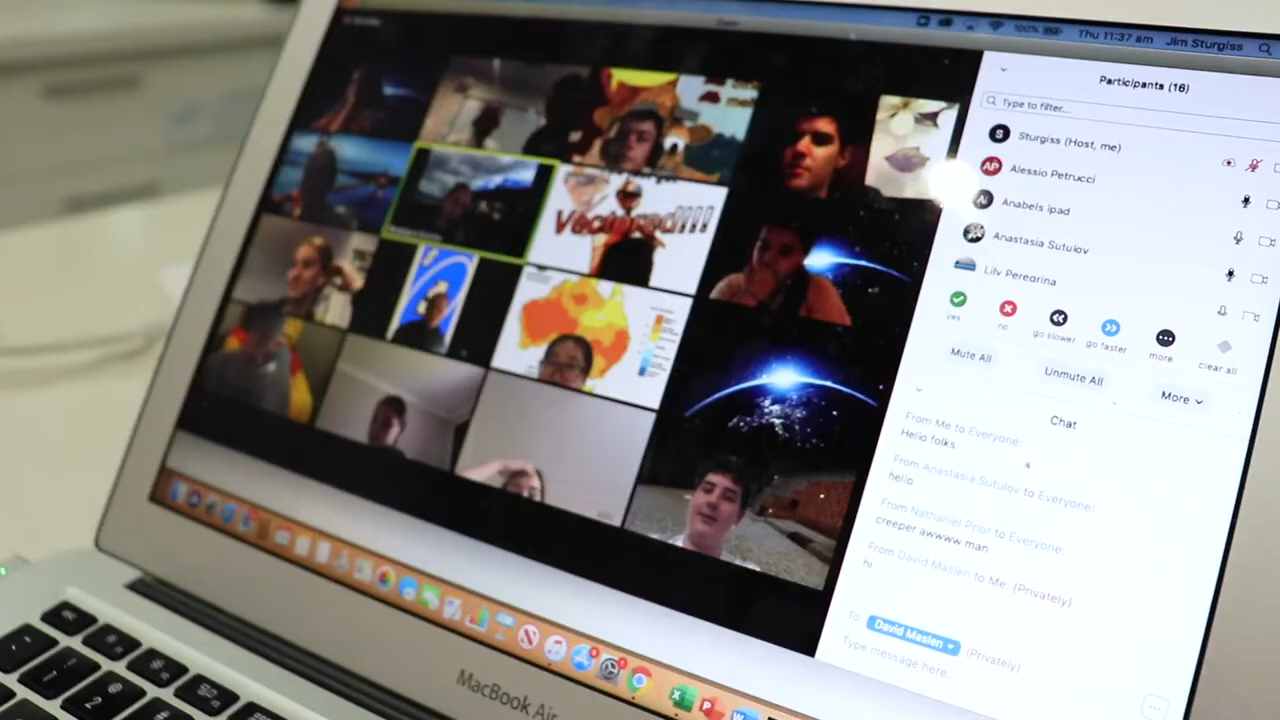 100%
Thu 11:37 am
Jim Sturgiss
Participants (16)
Type to filter...
S
Sturgiss (Host, me)
AP
Alessio Petrucci
Anabels ipad
Anastasia Sutulov
Lily Peregrina
yes
no
go slower
go faster
more
clear all
Mute All
Unmute All
More
Chat
From Me to Everyone:
Hello folks
From Anastasia Sutulov to Everyone:
hello
From Nathaniel Prior to Everyone:
creeper awwww man
From David Maslen to Me: (Privately)
hi
To:
David Maslen
(Privately)
Type message here...
MacBook Air